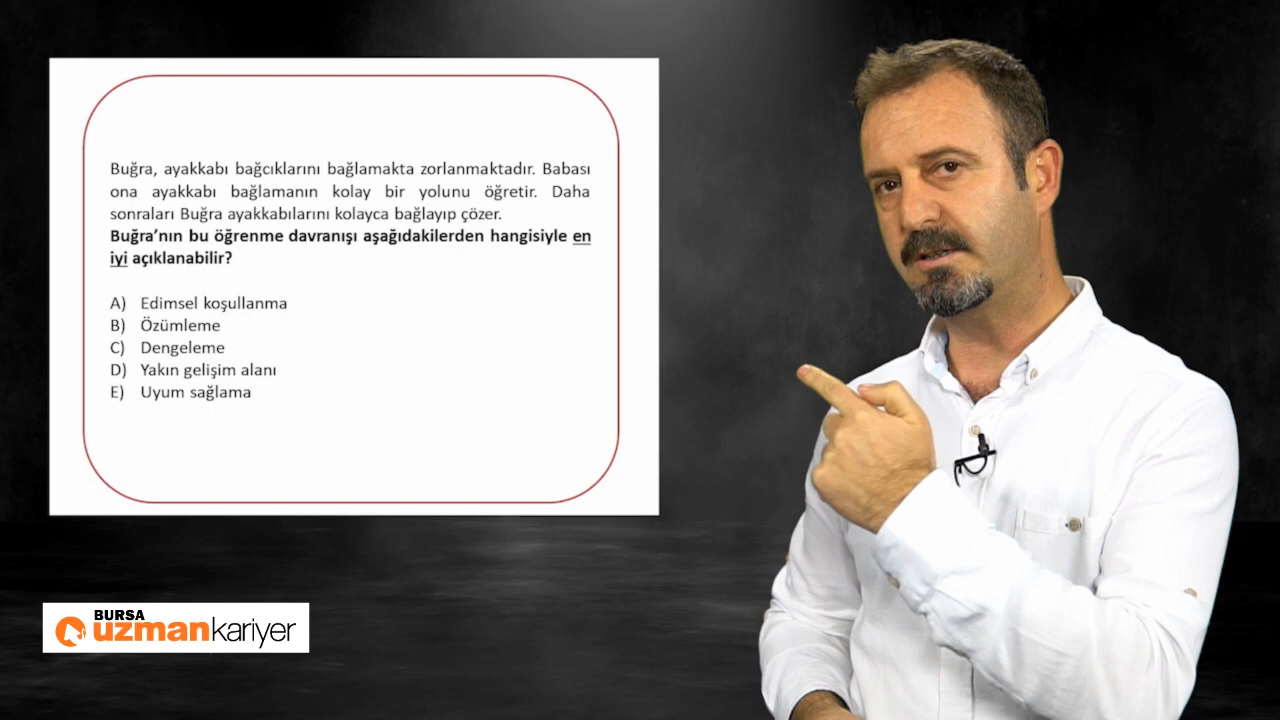 Buğra, ayakkabı bağcıklarını bağlamakta zorlanmaktadır. Babası
ona ayakkabı bağlamanın kolay bir yolunu öğretir. Daha
sonraları Buğra ayakkabılarını kolayca bağlayıp çözer.
Buğra’nın bu öğrenme davranışı aşağıdakilerden hangisiyle en
iyi açıklanabilir?
A) Edimsel koşullanma
B) Özümleme
C) Dengeleme
D) Yakın gelişim alanı
E) Uyum sağlama
BURSA
uzmankariyer